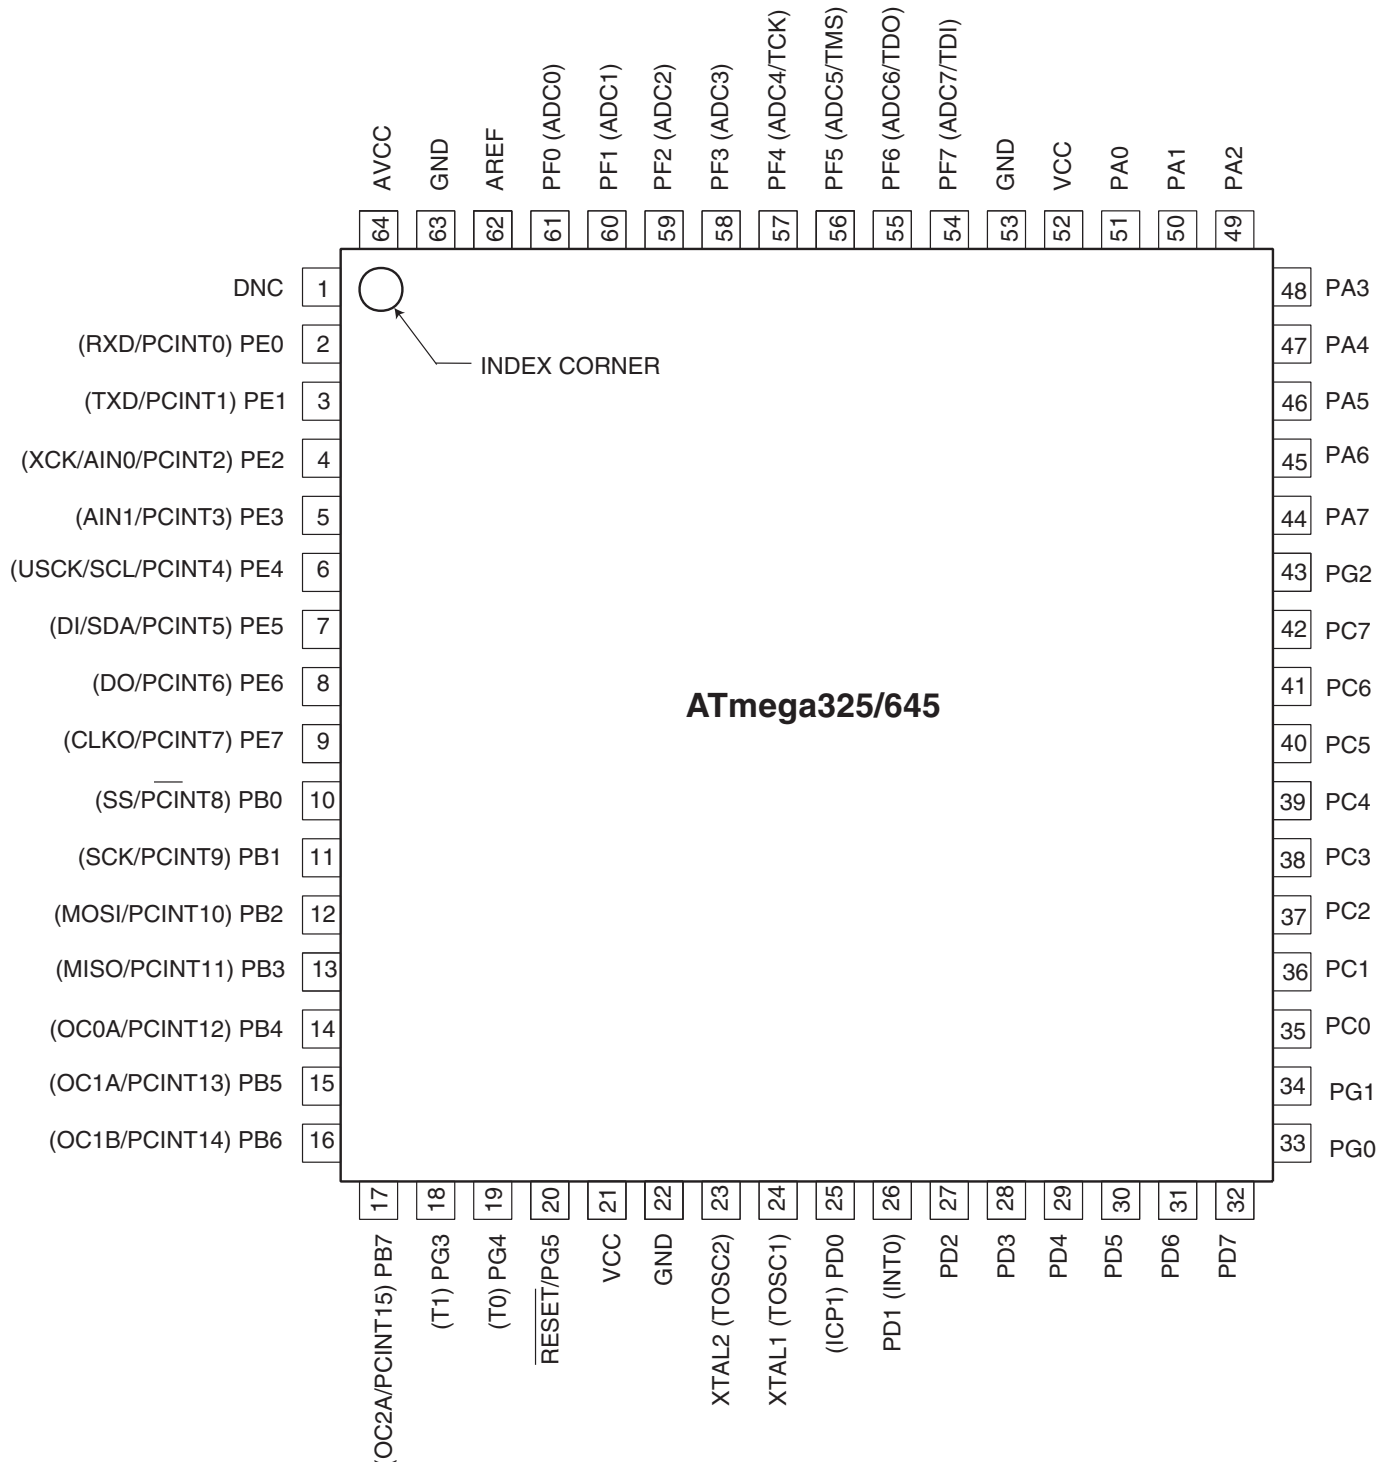 AVCC
GND
AREF
PF0 (ADC0)
PF1 (ADC1)
PF2 (ADC2)
PF3 (ADC3)
PF4 (ADC4/TCK)
PF5 (ADC5/TMS)
PF6 (ADC6/TDO)
PF7 (ADC7/TDI)
GND
VCC
PA0
PA1
PA2
64
63
62
61
60
59
58
57
56
55
54
53
52
51
50
49
DNC 1
(RXD/PCINT0) PE0 2
(TXD/PCINT1) PE1 3
(XCK/AIN0/PCINT2) PE2 4
(AIN1/PCINT3) PE3 5
(USCK/SCL/PCINT4) PE4 6
(DI/SDA/PCINT5) PE5 7
(DO/PCINT6) PE6 8
(CLKO/PCINT7) PE7 9
(SS/PCINT8) PB0 10
(SCK/PCINT9) PB1 11
(MOSI/PCINT10) PB2 12
(MISO/PCINT11) PB3 13
(OC0A/PCINT12) PB4 14
(OC1A/PCINT13) PB5 15
(OC1B/PCINT14) PB6 16
INDEX CORNER
ATmega325/645
48 PA3
47 PA4
46 PA5
45 PA6
44 PA7
43 PG2
42 PC7
41 PC6
40 PC5
39 PC4
38 PC3
37 PC2
36 PC1
35 PC0
34 PG1
33 PG0
17
18
19
20
21
22
23
24
25
26
27
28
29
30
31
32
(OC2A/PCINT15) PB7
(T1) PG3
(T0) PG4
RESET/PG5
VCC
GND
XTAL2 (TOSC2)
XTAL1 (TOSC1)
(ICP1) PD0
PD1 (INT0)
PD2
PD3
PD4
PD5
PD6
PD7